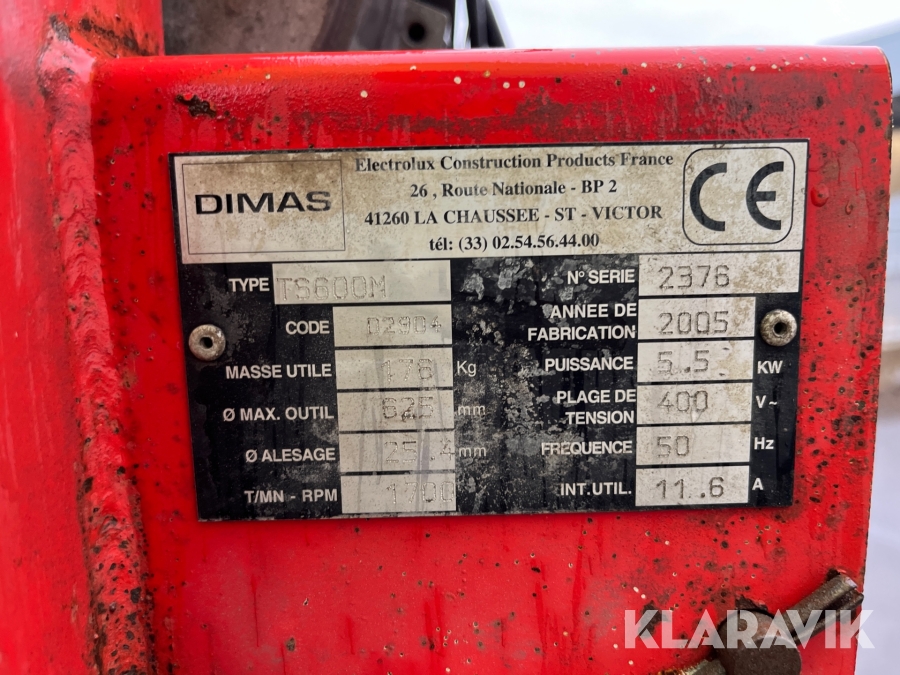 DIMAS
Electrolux Construction Products France
26 , Route Nationale - BP 2
41260 LA CHAUSSEE - ST - VICTOR
tél: (33) 02.54.56.44.00
CE
TYPE TS600M
CODE D2904
MASSE UTILE 176 Kg
Ø MAX. OUTIL 625 mm
Ø ALESAGE 25.4 mm
T/MN - RPM 1700
N° SERIE 2376
ANNEE DE
FABRICATION 2005
PUISSANCE 5.5 KW
PLAGE DE
TENSION 400 V~
FREQUENCE 50 Hz
INT.UTIL. 11.6 A
KLARAVIK